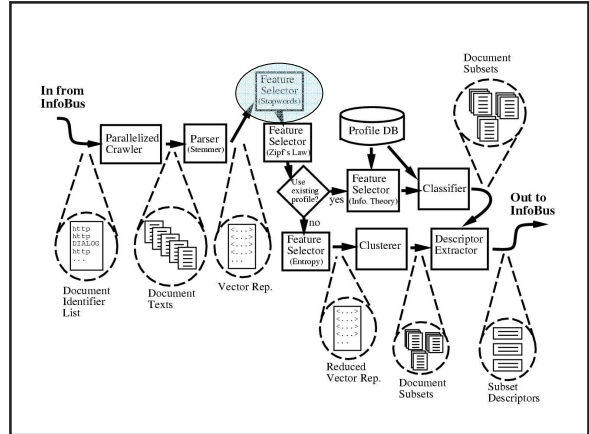 In from
InfoBus
Parallelized
Crawler
Parser
(Stemmer)
Feature
Selector
(Stopwords)
Feature
Selector
(Zipf's Law)
Profile DB
Document
Subsets
Use
existing
profile?
yes
no
Feature
Selector
(Info. Theory)
Classifier
Out to
InfoBus
Feature
Selector
(Entropy)
Clusterer
Descriptor
Extractor
http
http
DIALOG
http
...
Document
Identifier
List
Document
Texts
<...>
<...>
<...>
<...>
...
Vector Rep.
<...>
<...>
<...>
<...>
...
Reduced
Vector Rep.
Document
Subsets
Subset
Descriptors